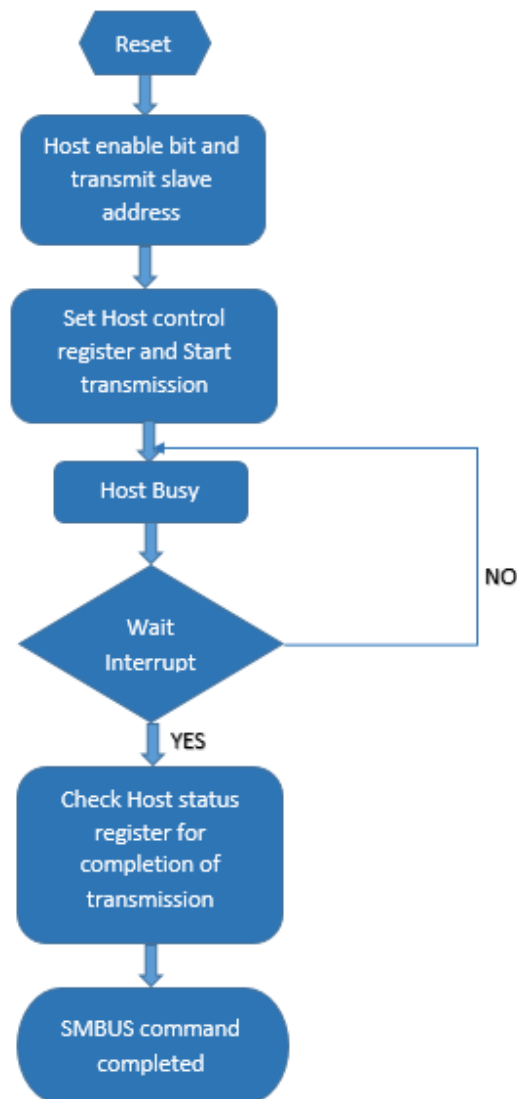 Reset
Host enable bit and
transmit slave
address
Set Host control
register and Start
transmission
Host Busy
NO
Wait
Interrupt
YES
Check Host status
register for
completion of
transmission
SMBUS command
completed